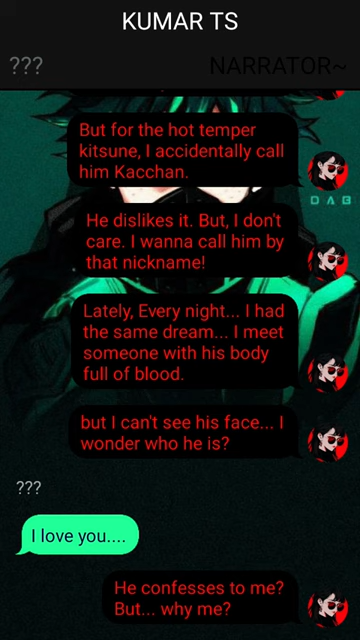 KUMAR TS
???
NARRATOR~
But for the hot temper
kitsune, I accidentally call
him Kacchan.
He dislikes it. But, I don't
care. I wanna call him by
that nickname!
Lately, Every night... I had
the same dream... I meet
someone with his body
full of blood.
but I can't see his face... I
wonder who he is?
???
I love you....
He confesses to me?
But... why me?